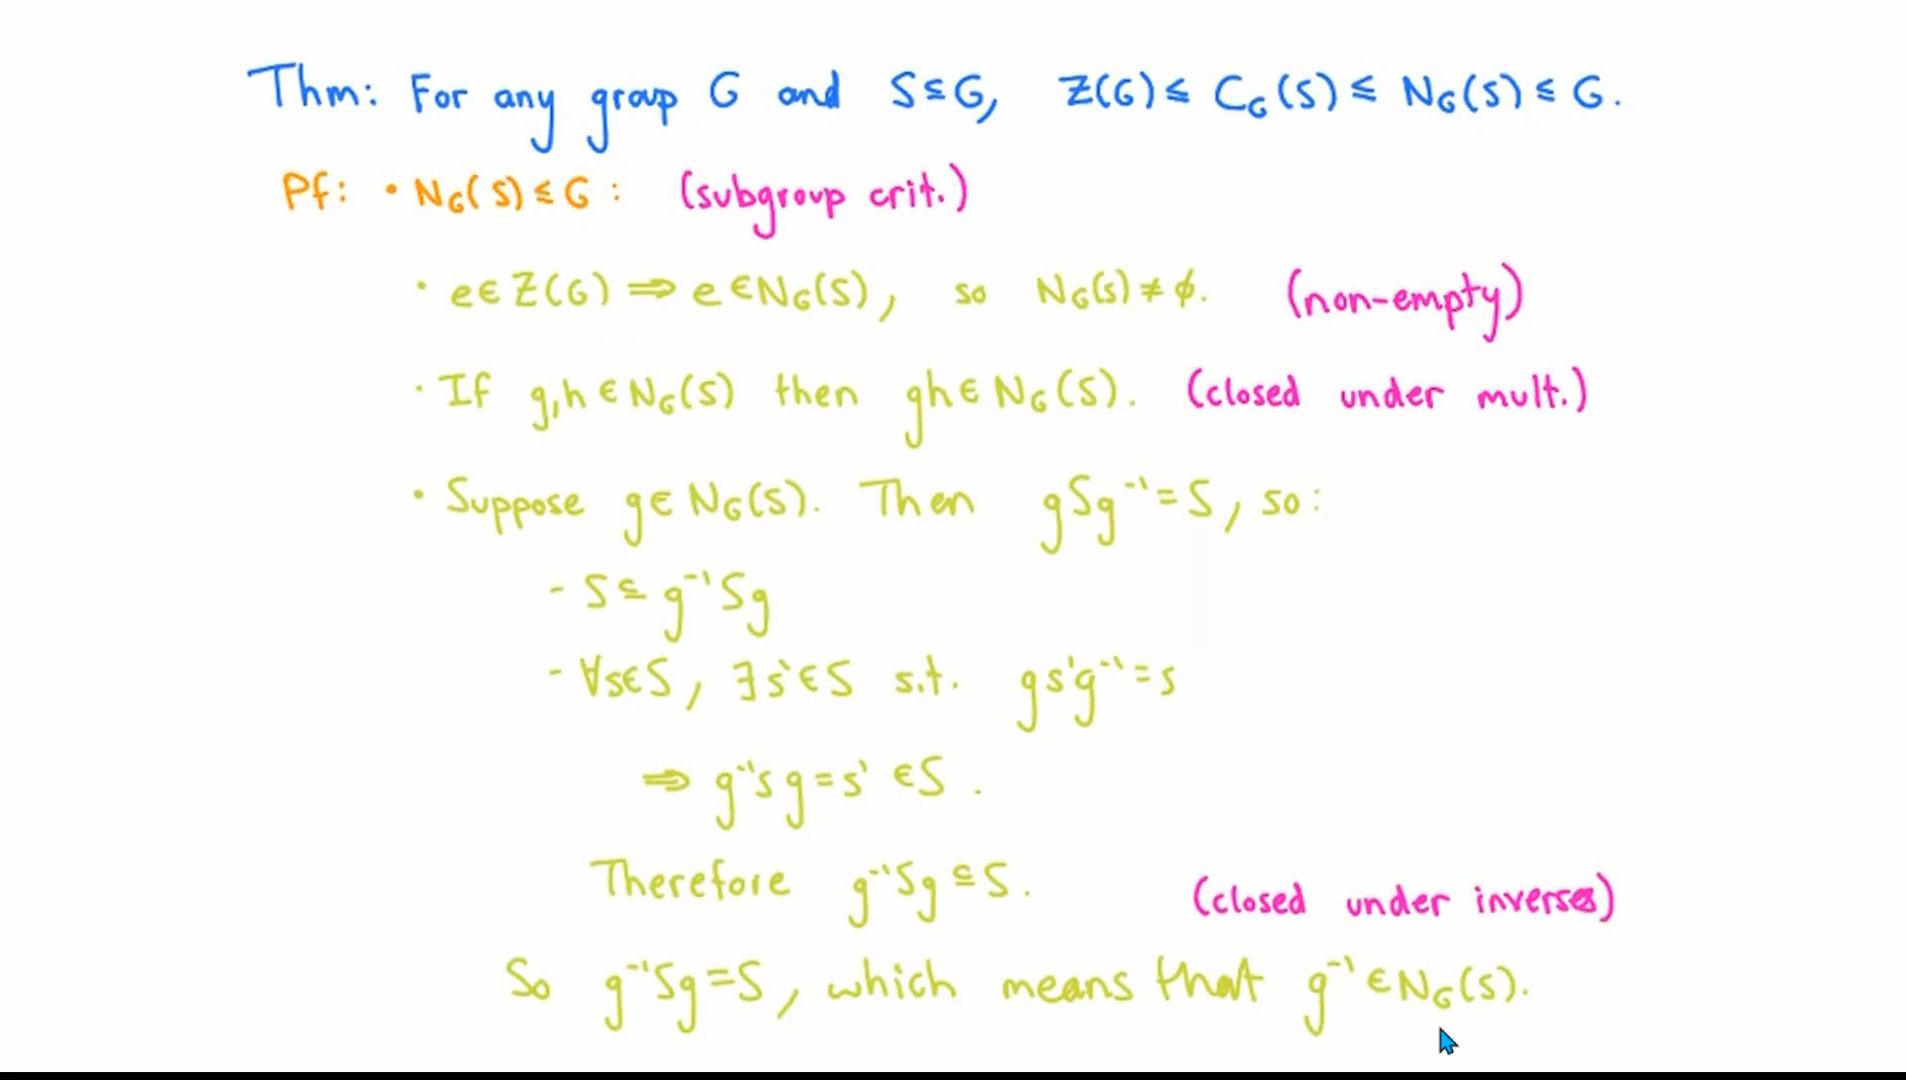 Thm: For any group G and S⊆G, Z(G) ≤ C_G(S) ≤ N_G(S) ≤ G.
Pf: • N_G(S) ≤ G : (subgroup crit.)
• e∈Z(G) ⇒ e∈N_G(S), so N_G(S) ≠ ϕ. (non-empty)
• If g,h∈N_G(S) then gh∈N_G(S). (closed under mult.)
• Suppose g∈N_G(S). Then gSg⁻¹=S, so:
- S⊆g⁻¹Sg
- ∀s∈S, ∃s'∈S s.t. gs'g⁻¹=s
⇒ g⁻¹sg=s' ∈S.
Therefore g⁻¹Sg⊆S.
(closed under inverses)
So g⁻¹Sg=S, which means that g⁻¹∈N_G(S).